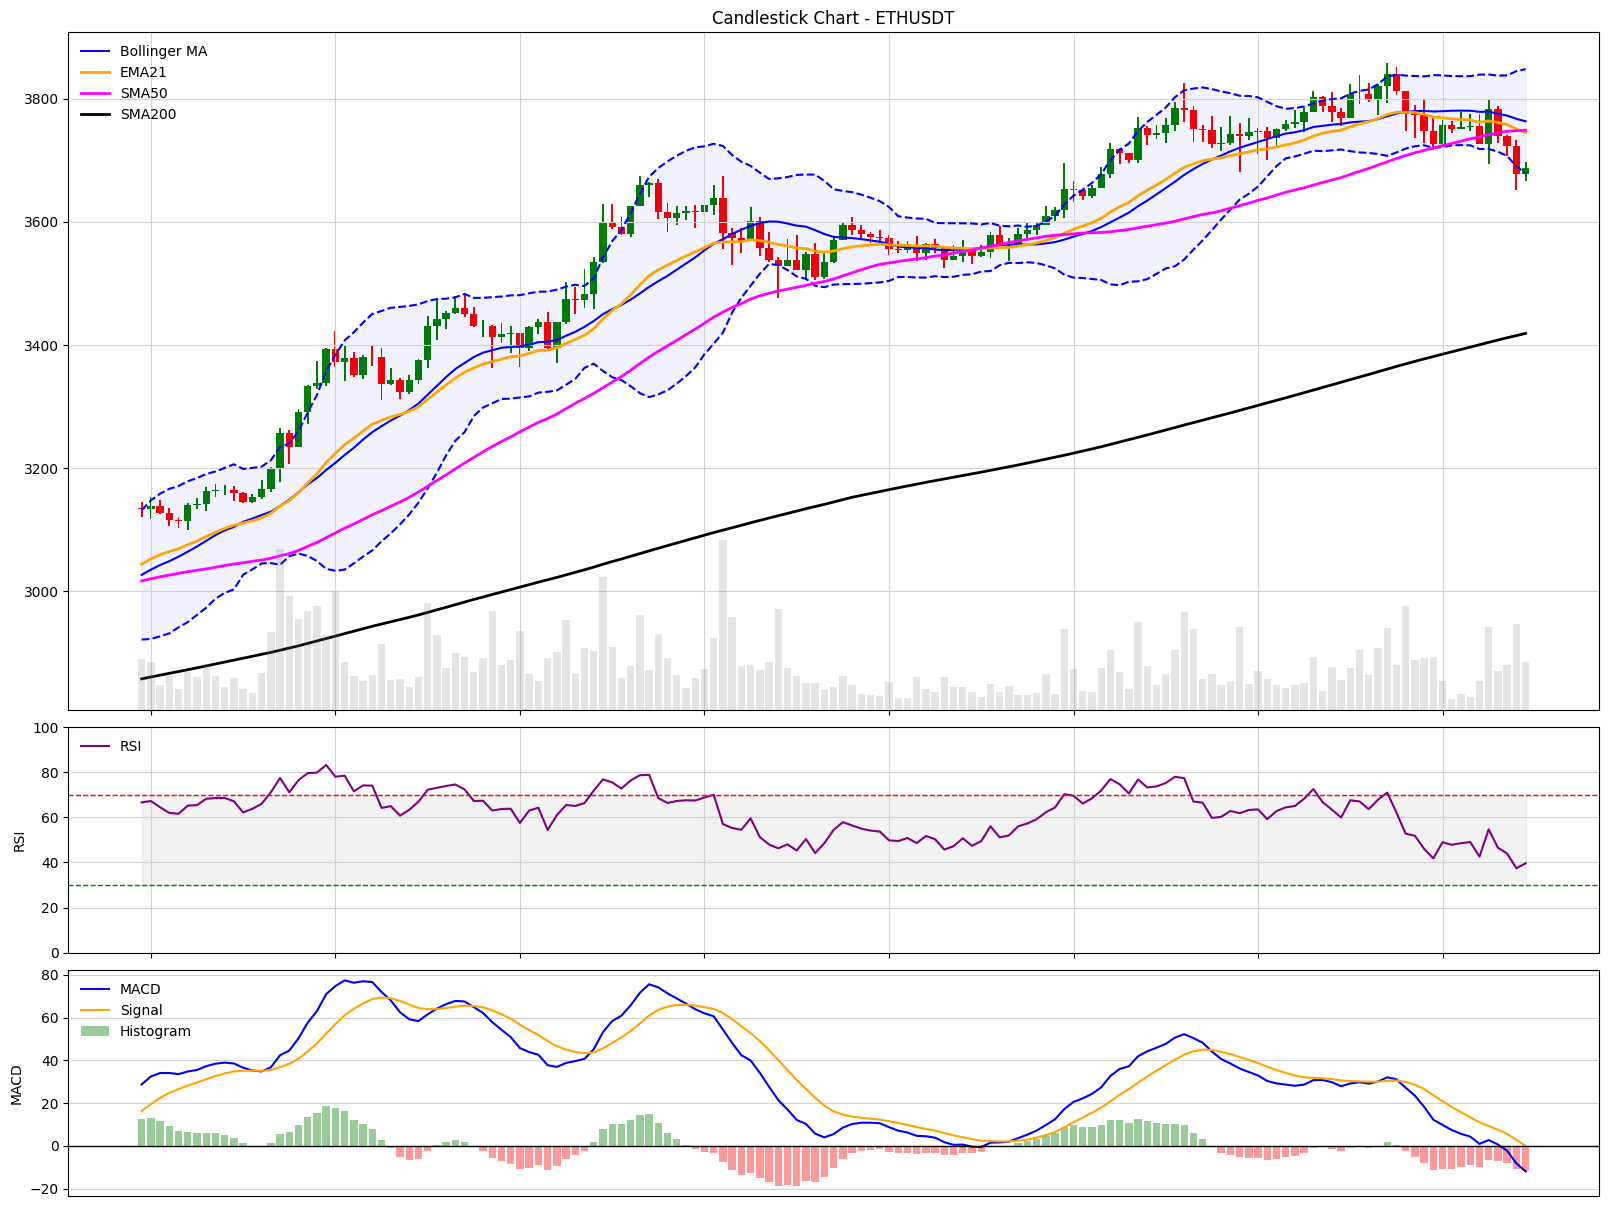 Candlestick Chart - ETHUSDT
Bollinger MA
EMA21
SMA50
SMA200
3800
3600
3400
3200
3000
100
80
60
40
20
0
RSI
RSI
80
60
40
20
0
−20
MACD
MACD
Signal
Histogram